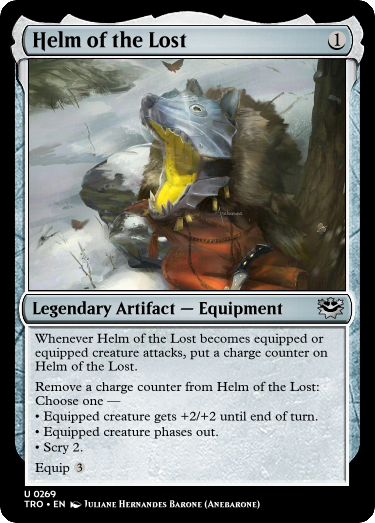 Helm of the Lost 1
Legendary Artifact — Equipment
Whenever Helm of the Lost becomes equipped or
equipped creature attacks, put a charge counter on
Helm of the Lost.
Remove a charge counter from Helm of the Lost:
Choose one —
• Equipped creature gets +2/+2 until end of turn.
• Equipped creature phases out.
• Scry 2.
Equip 3
U 0269
TRO • EN Juliane Hernandes Barone (Anebarone)